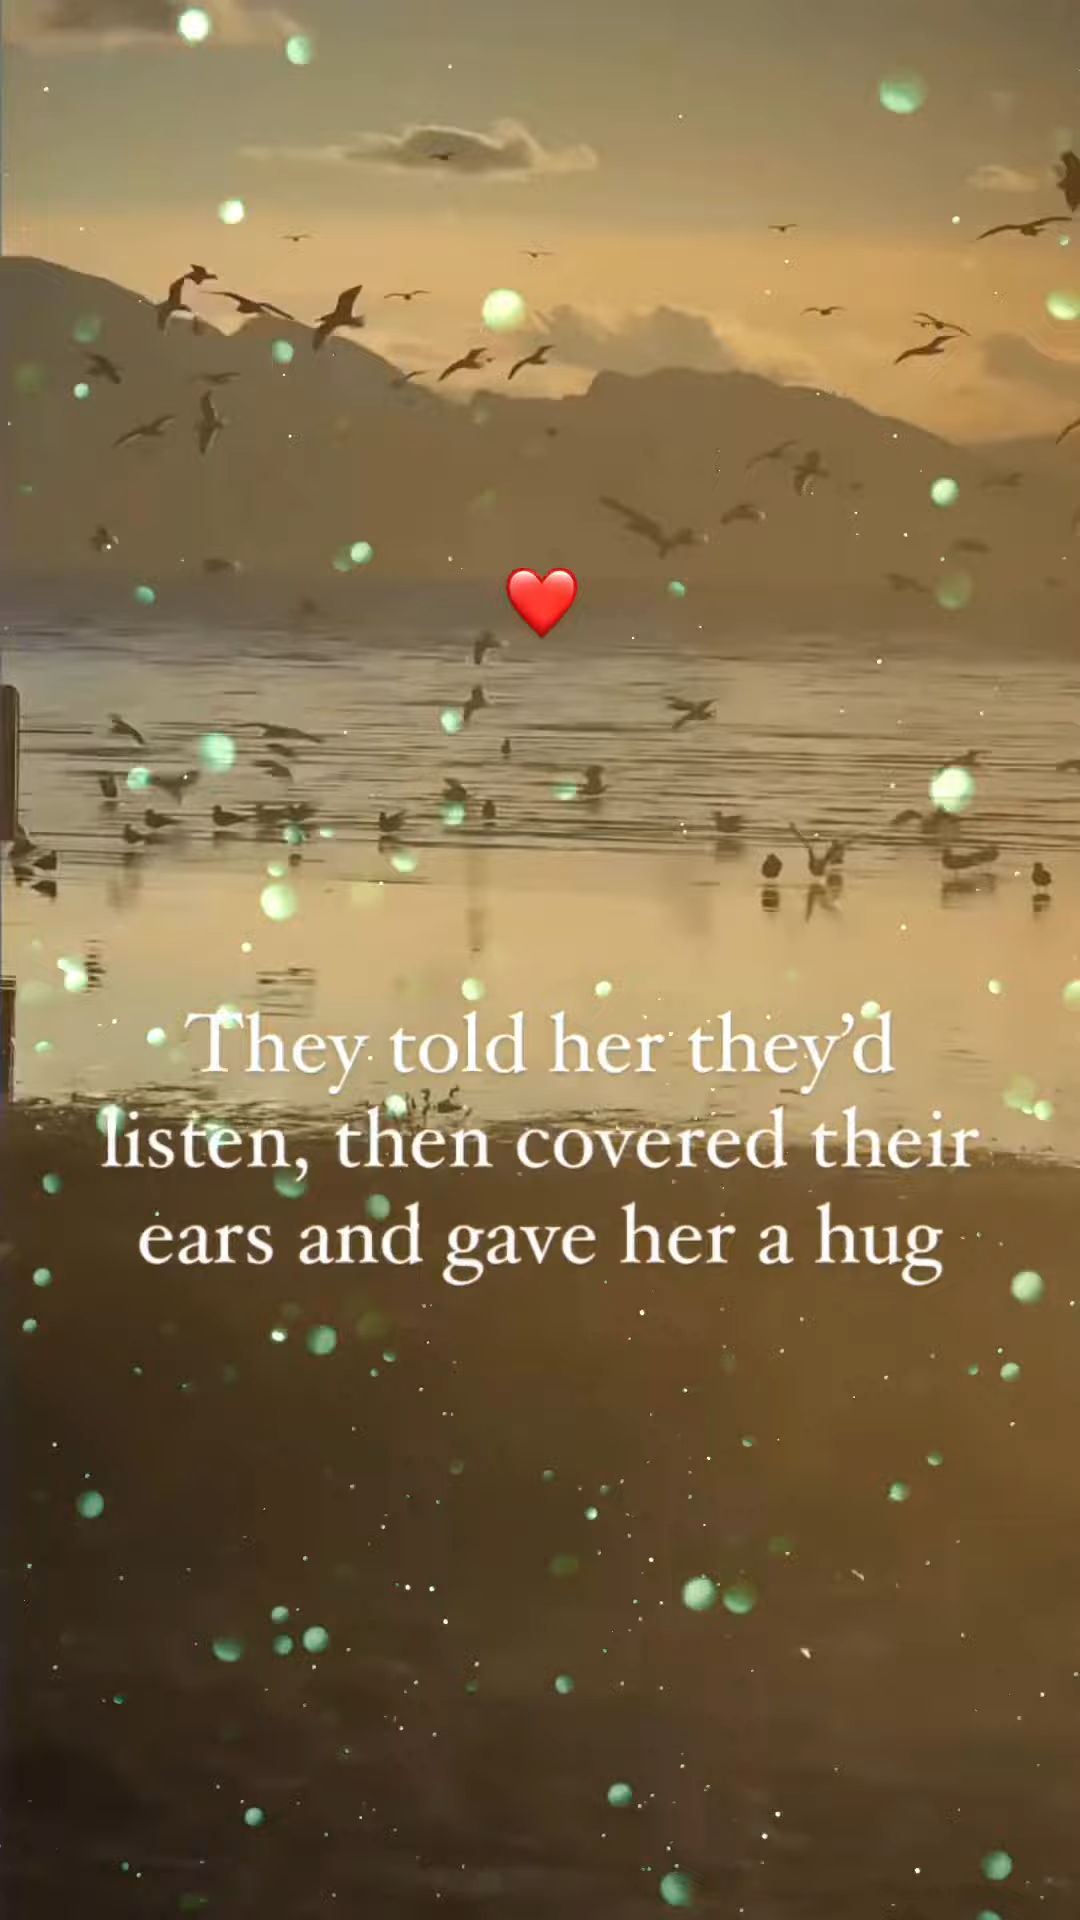 ❤️
They told her they’d
listen, then covered their
ears and gave her a hug